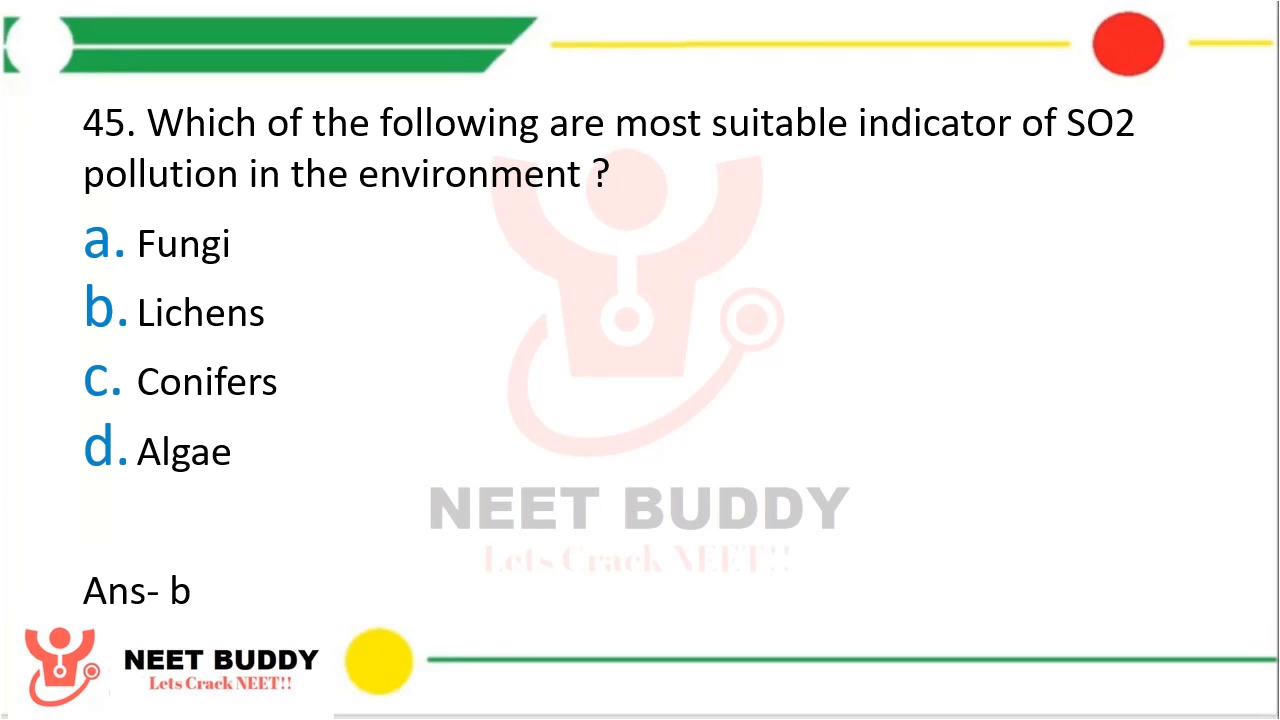 45. Which of the following are most suitable indicator of SO2
pollution in the environment ?
a. Fungi
b. Lichens
c. Conifers
d. Algae
NEET BUDDY
Lets Crack NEET!!
Ans- b
NEET BUDDY
Lets Crack NEET!!